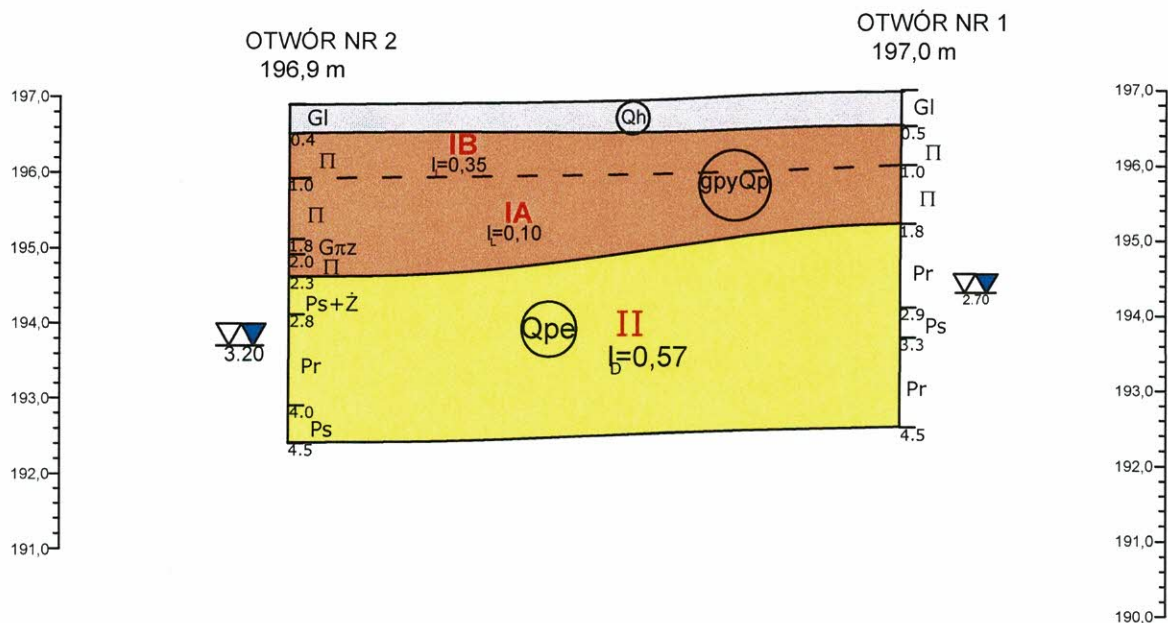 OTWÓR NR 2
196,9 m
OTWÓR NR 1
197,0 m
197,0
196,0
195,0
194,0
193,0
192,0
191,0
Gl
0.4
Π
1.0
Π
1.8 Gπz
2.0 Π
2.3
Ps+Ż
2.8
Pr
4.0
Ps
4.5
3.20
Qh
IB
IL=0,35
gpyQp
IA
IL=0,10
Qpe
II
ID=0,57
Gl
0.5
Π
1.0
Π
1.8
Pr
2.9
Ps
3.3
Pr
4.5
2.70
197,0
196,0
195,0
194,0
193,0
192,0
191,0
190,0